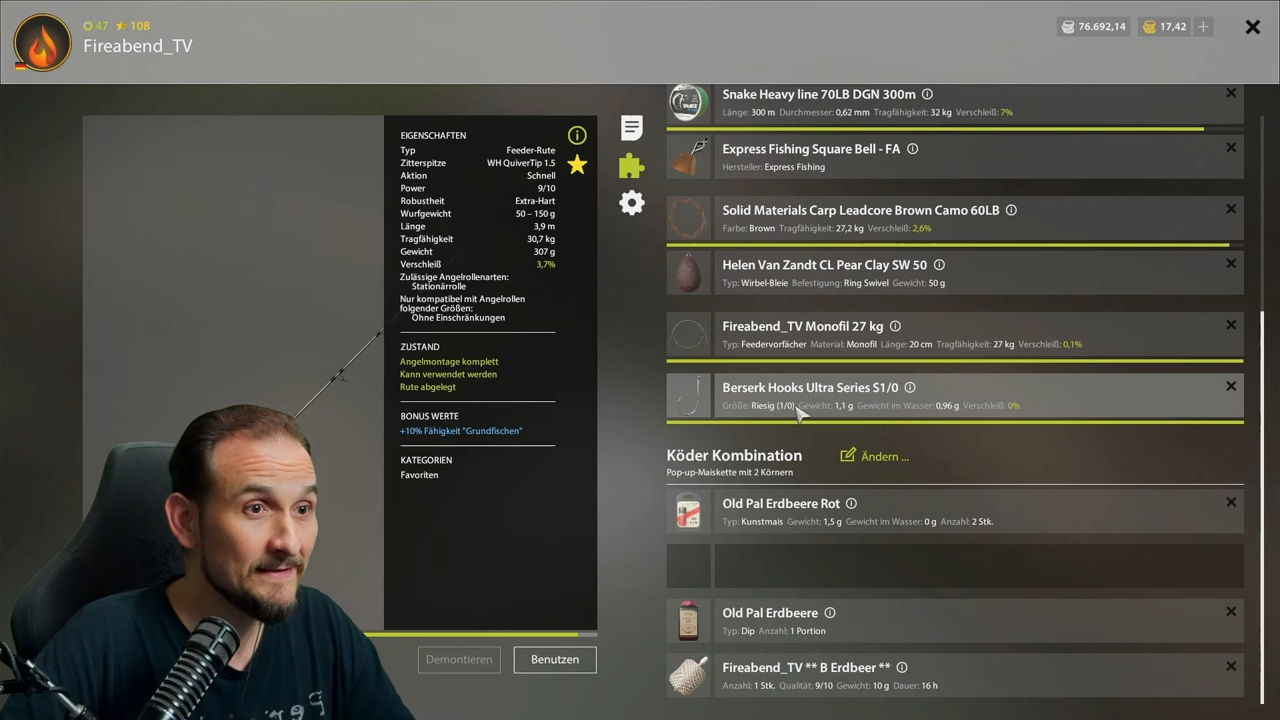 47 108
Fireabend_TV
76.692,14
17,42
EIGENSCHAFTEN
Typ Feeder-Rute
Zitterspitze WH QuiverTip 1.5
Aktion Schnell
Power 9/10
Robustheit Extra-Hart
Wurfgewicht 50 – 150 g
Länge 3,9 m
Tragfähigkeit 30,7 kg
Gewicht 307 g
Verschleiß 3,7%
Zulässige Angelrollenarten:
Stationärrolle
Nur kompatibel mit Angelrollen
folgender Größen:
Ohne Einschränkungen
ZUSTAND
Angelmontage komplett
Kann verwendet werden
Rute abgelegt
BONUS WERTE
+10% Fähigkeit "Grundfischen"
KATEGORIEN
Favoriten
Demontieren
Benutzen
Snake Heavy line 70LB DGN 300m
Länge: 300 m Durchmesser: 0,62 mm Tragfähigkeit: 32 kg Verschleiß: 7%
Express Fishing Square Bell - FA
Hersteller: Express Fishing
Solid Materials Carp Leadcore Brown Camo 60LB
Farbe: Brown Tragfähigkeit: 27,2 kg Verschleiß: 2,6%
Helen Van Zandt CL Pear Clay SW 50
Typ: Wirbel-Bleie Befestigung: Ring Swivel Gewicht: 50 g
Fireabend_TV Monofil 27 kg
Typ: Feedervorfächer Material: Monofil Länge: 20 cm Tragfähigkeit: 27 kg Verschleiß: 0,1%
Berserk Hooks Ultra Series S1/0
Größe: Riesig (1/0) Gewicht: 1,1 g Gewicht im Wasser: 0,96 g Verschleiß: 0%
Köder Kombination
Ändern ...
Pop-up-Maiskette mit 2 Körnern
Old Pal Erdbeere Rot
Typ: Kunstmais Gewicht: 1,5 g Gewicht im Wasser: 0 g Anzahl: 2 Stk.
Old Pal Erdbeere
Typ: Dip Anzahl: 1 Portion
Fireabend_TV ** B Erdbeer **
Anzahl: 1 Stk. Qualität: 9/10 Gewicht: 10 g Dauer: 16 h